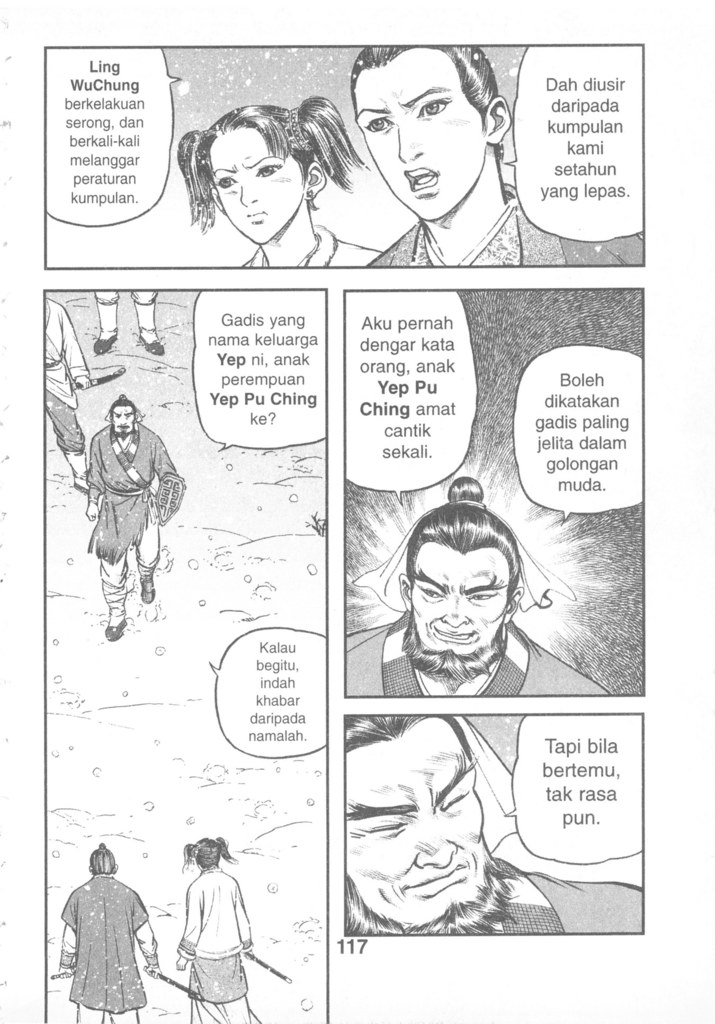 Ling
WuChung
berkelakuan
serong, dan
berkali-kali
melanggar
peraturan
kumpulan.
Dah diusir
daripada
kumpulan
kami
setahun
yang lepas.
Gadis yang
nama keluarga
Yep ni, anak
perempuan
Yep Pu Ching
ke?
Kalau
begitu,
indah
khabar
daripada
namalah.
Aku pernah
dengar kata
orang, anak
Yep Pu
Ching amat
cantik
sekali.
Boleh
dikatakan
gadis paling
jelita dalam
golongan
muda.
Tapi bila
bertemu,
tak rasa
pun.
117